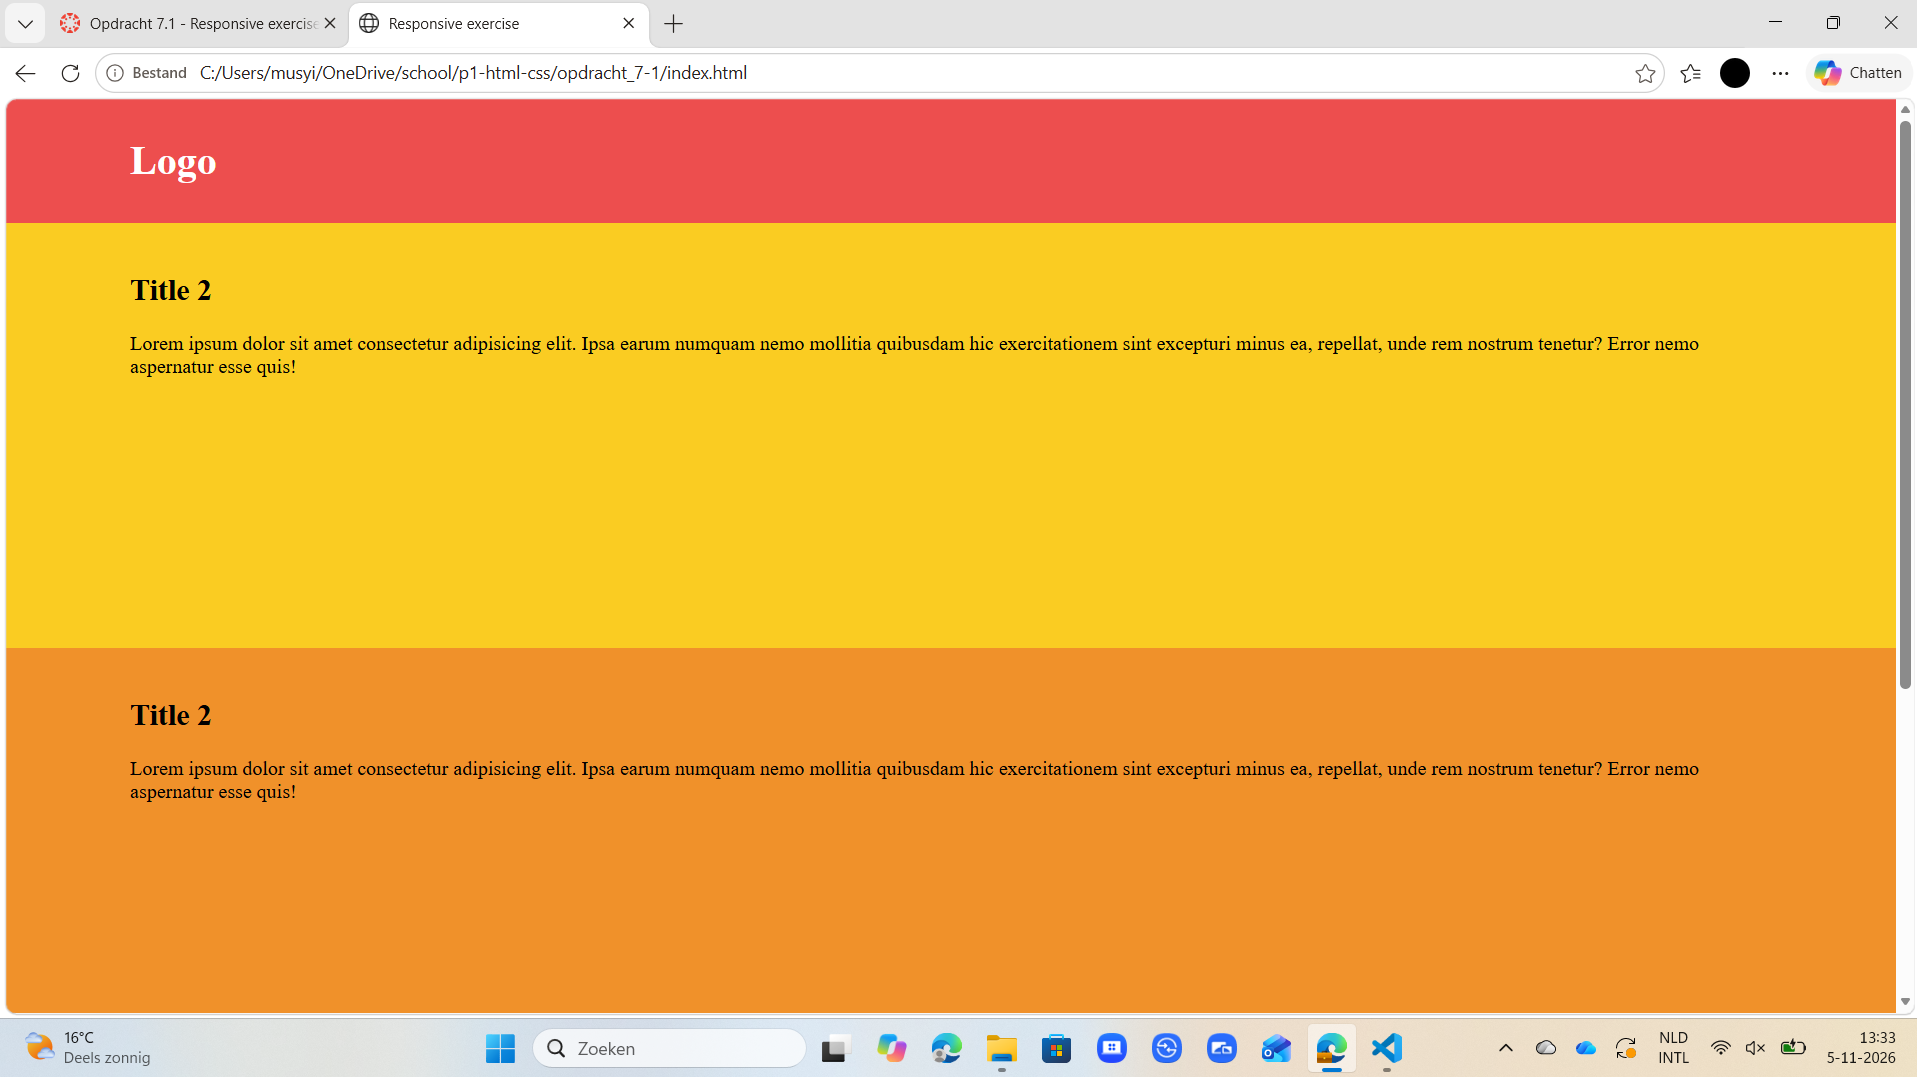 Opdracht 7.1 - Responsive exercise
Responsive exercise
Bestand
C:/Users/musyi/OneDrive/school/p1-html-css/opdracht_7-1/index.html
Chatten
Logo
Title 2
Lorem ipsum dolor sit amet consectetur adipisicing elit. Ipsa earum numquam nemo mollitia quibusdam hic exercitationem sint excepturi minus ea, repellat, unde rem nostrum tenetur? Error nemo
aspernatur esse quis!
Title 2
Lorem ipsum dolor sit amet consectetur adipisicing elit. Ipsa earum numquam nemo mollitia quibusdam hic exercitationem sint excepturi minus ea, repellat, unde rem nostrum tenetur? Error nemo
aspernatur esse quis!
16°C
Deels zonnig
Zoeken
NLD
INTL
13:33
5-11-2026